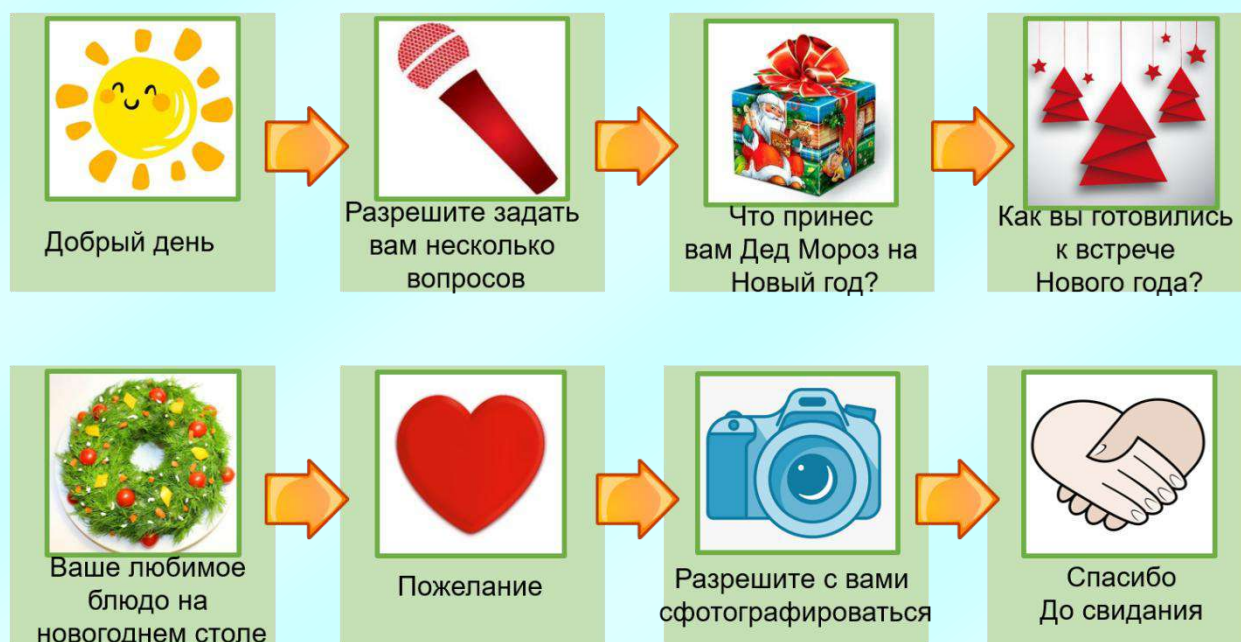 Добрый день
Разрешите задать
вам несколько
вопросов
Что принес
вам Дед Мороз на
Новый год?
Как вы готовились
к встрече
Нового года?
Ваше любимое
блюдо на
новогоднем столе
Пожелание
Разрешите с вами
сфотографироваться
Спасибо
До свидания